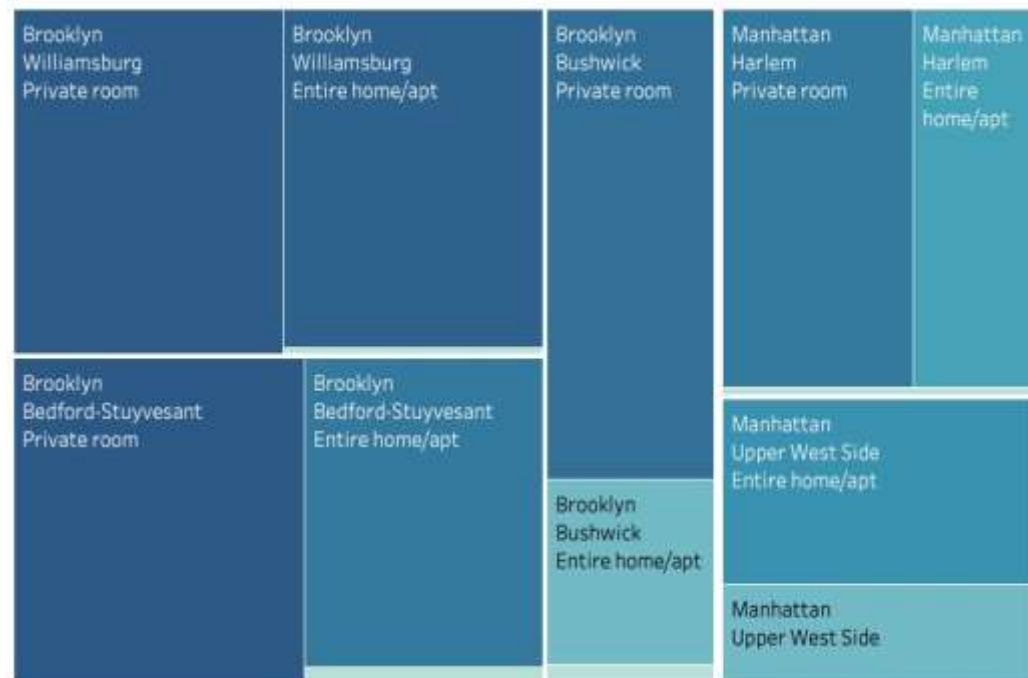 Brooklyn
Williamsburg
Private room
Brooklyn
Williamsburg
Entire home/apt
Brooklyn
Bedford-Stuyvesant
Private room
Brooklyn
Bedford-Stuyvesant
Entire home/apt
Brooklyn
Bushwick
Private room
Brooklyn
Bushwick
Entire home/apt
Manhattan
Harlem
Private room
Manhattan
Harlem
Entire
home/apt
Manhattan
Upper West Side
Entire home/apt
Manhattan
Upper West Side